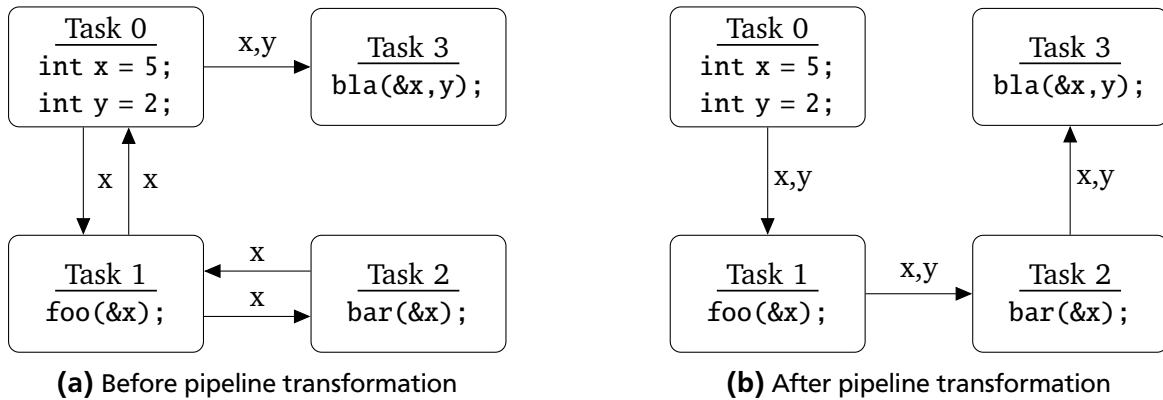 Task 0
int x = 5;
int y = 2;
x,y
Task 3
bla(&x,y);
x
x
Task 1
foo(&x);
x
x
Task 2
bar(&x);
(a) Before pipeline transformation
Task 0
int x = 5;
int y = 2;
Task 3
bla(&x,y);
x,y
x,y
Task 1
foo(&x);
x,y
Task 2
bar(&x);
(b) After pipeline transformation